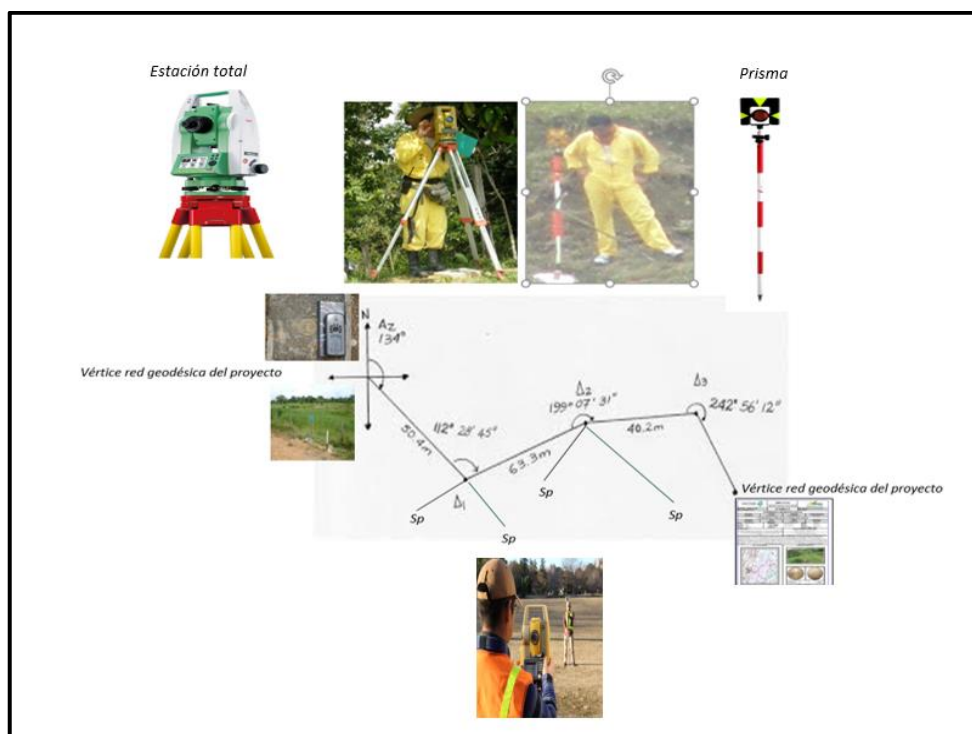 Estación total
Prisma
N
Az
134°
Vértice red geodésica del proyecto
50.4m
112° 28' 45"
Δ1
Sp
Sp
63.3m
Δ2
199° 07' 31"
Sp
Sp
40.2m
Δ3
242° 56' 12"
Vértice red geodésica del proyecto